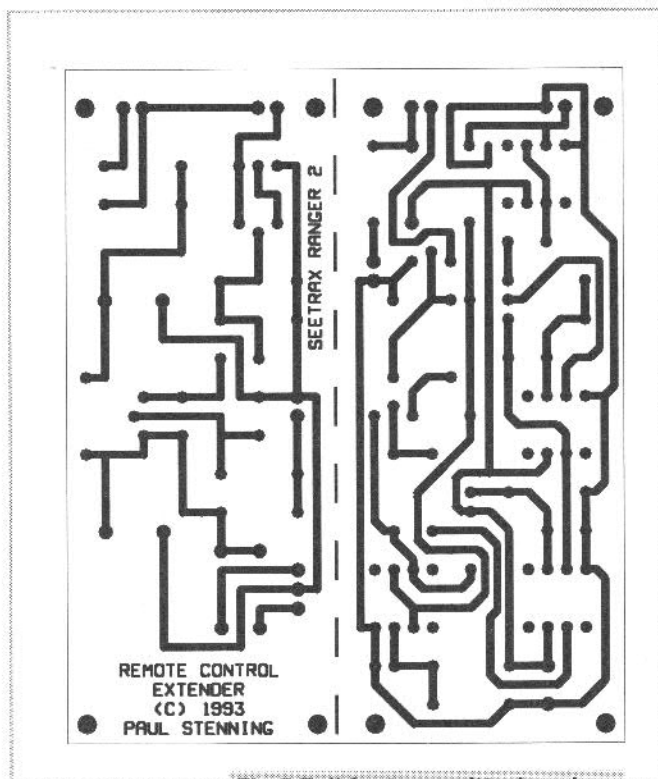 SEETRAX RANGER 2
REMOTE CONTROL
EXTENDER
(C) 1993
PAUL STENNING